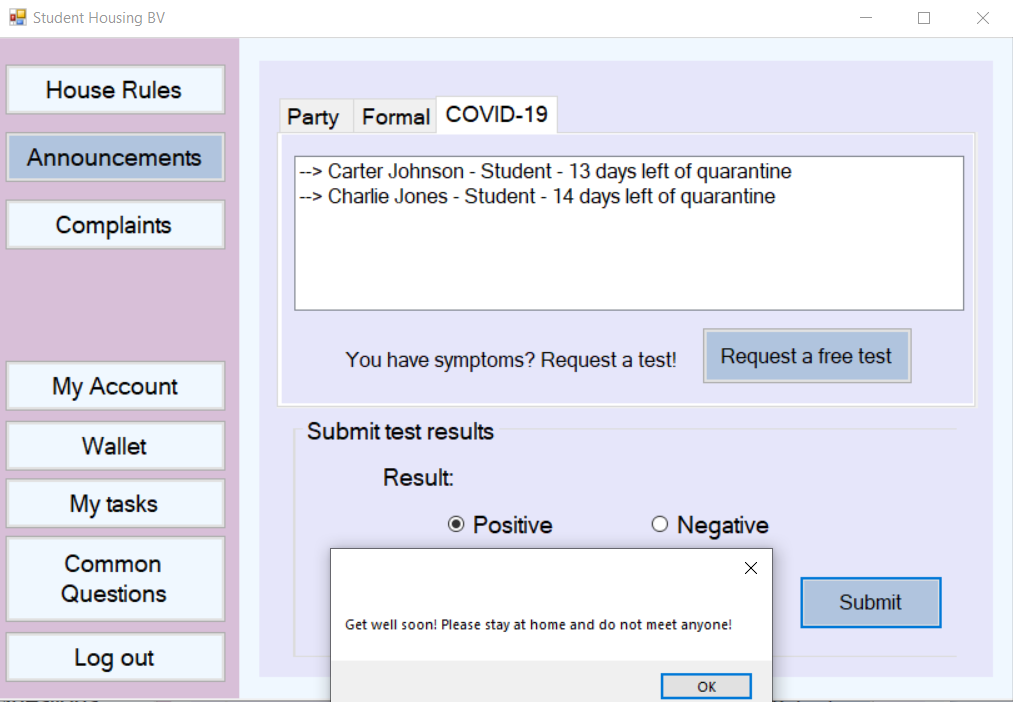 Student Housing BV
House Rules
Announcements
Complaints
My Account
Wallet
My tasks
Common
Questions
Log out
Party
Formal
COVID-19
--> Carter Johnson - Student - 13 days left of quarantine
--> Charlie Jones - Student - 14 days left of quarantine
You have symptoms? Request a test!
Request a free test
Submit test results
Result:
Positive
Negative
Submit
Get well soon! Please stay at home and do not meet anyone!
OK